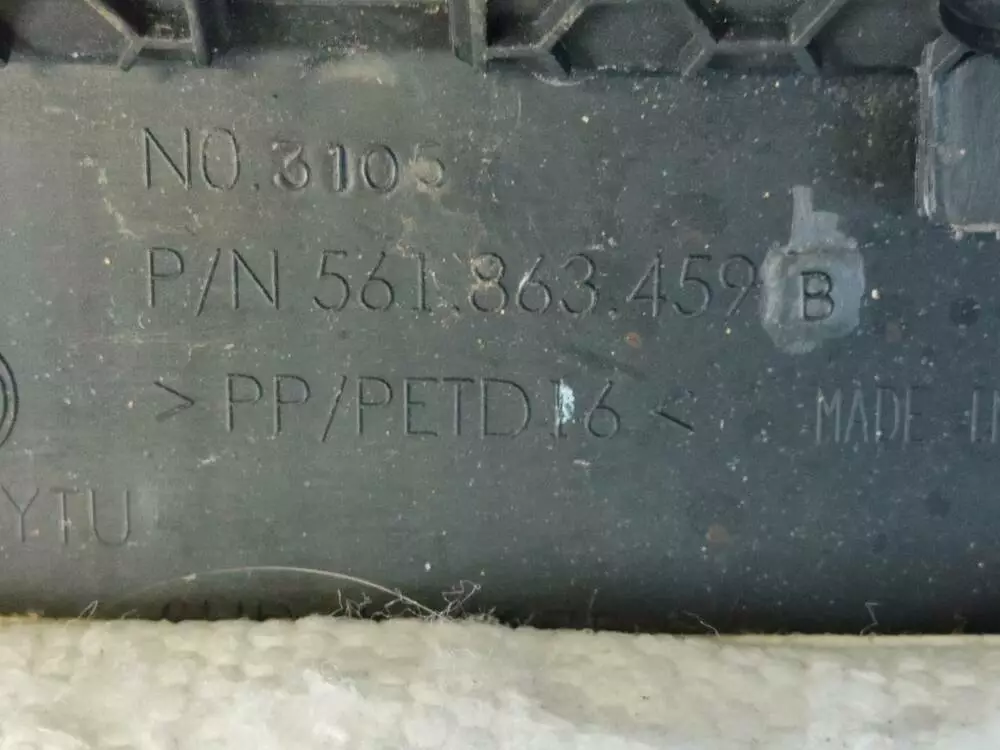 NO.3105
P/N 561.863.459 B
> PP/PETD16 <
MADE
YTU